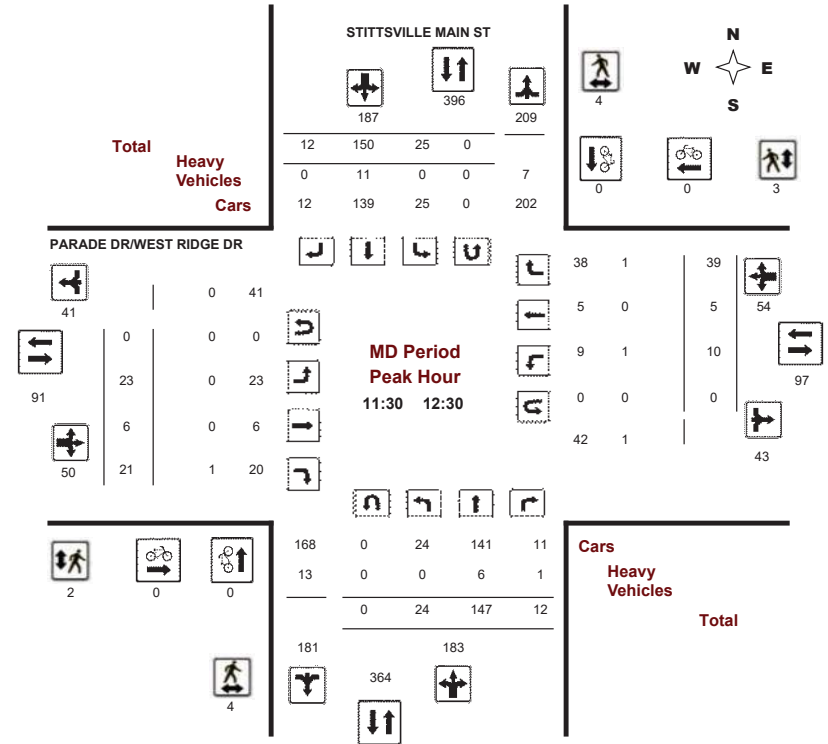 STITTSVILLE MAIN ST
N
W E
S
396
187 209
4
Total 12 150 25 0
Heavy
Vehicles 0 11 0 0 7
Cars 12 139 25 0 202
0 0 3
PARADE DR/WEST RIDGE DR
38 1 39
41 0 41
54
5 0 5
0 0 0
MD Period
9 1 10
91 23 0 23
Peak Hour
97
11:30 12:30
0 0 0
6 0 6
42 1
43
50 21 1 20
168 0 24 141 11 Cars
13 0 0 6 1 Heavy
Vehicles
2 0 0
0 24 147 12
Total
181 183
364
4